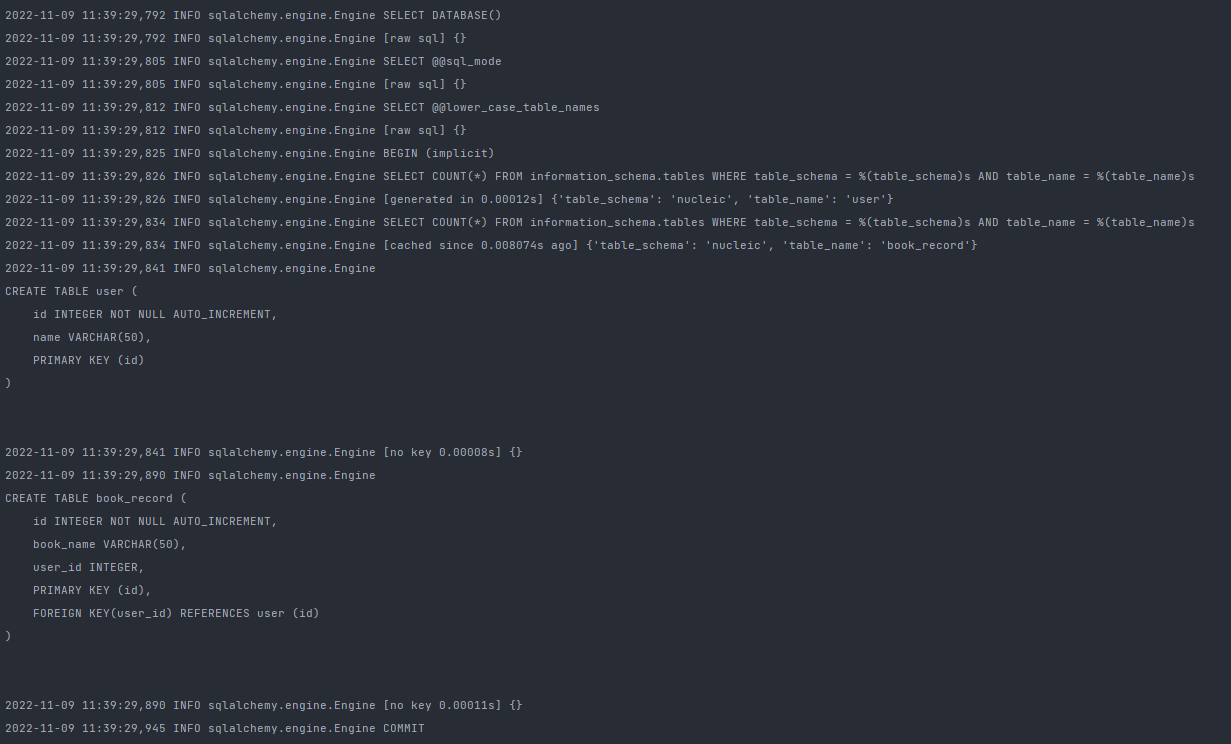 2022-11-09 11:39:29,792 INFO sqlalchemy.engine.Engine SELECT DATABASE()
2022-11-09 11:39:29,792 INFO sqlalchemy.engine.Engine [raw sql] {}
2022-11-09 11:39:29,805 INFO sqlalchemy.engine.Engine SELECT @@sql_mode
2022-11-09 11:39:29,805 INFO sqlalchemy.engine.Engine [raw sql] {}
2022-11-09 11:39:29,812 INFO sqlalchemy.engine.Engine SELECT @@lower_case_table_names
2022-11-09 11:39:29,812 INFO sqlalchemy.engine.Engine [raw sql] {}
2022-11-09 11:39:29,825 INFO sqlalchemy.engine.Engine BEGIN (implicit)
2022-11-09 11:39:29,826 INFO sqlalchemy.engine.Engine SELECT COUNT(*) FROM information_schema.tables WHERE table_schema = %(table_schema)s AND table_name = %(table_name)s
2022-11-09 11:39:29,826 INFO sqlalchemy.engine.Engine [generated in 0.00012s] {'table_schema': 'nucleic', 'table_name': 'user'}
2022-11-09 11:39:29,834 INFO sqlalchemy.engine.Engine SELECT COUNT(*) FROM information_schema.tables WHERE table_schema = %(table_schema)s AND table_name = %(table_name)s
2022-11-09 11:39:29,834 INFO sqlalchemy.engine.Engine [cached since 0.008074s ago] {'table_schema': 'nucleic', 'table_name': 'book_record'}
2022-11-09 11:39:29,841 INFO sqlalchemy.engine.Engine
CREATE TABLE user (
    id INTEGER NOT NULL AUTO_INCREMENT,
    name VARCHAR(50),
    PRIMARY KEY (id)
)
2022-11-09 11:39:29,841 INFO sqlalchemy.engine.Engine [no key 0.00008s] {}
2022-11-09 11:39:29,890 INFO sqlalchemy.engine.Engine
CREATE TABLE book_record (
    id INTEGER NOT NULL AUTO_INCREMENT,
    book_name VARCHAR(50),
    user_id INTEGER,
    PRIMARY KEY (id),
    FOREIGN KEY(user_id) REFERENCES user (id)
)
2022-11-09 11:39:29,890 INFO sqlalchemy.engine.Engine [no key 0.00011s] {}
2022-11-09 11:39:29,945 INFO sqlalchemy.engine.Engine COMMIT